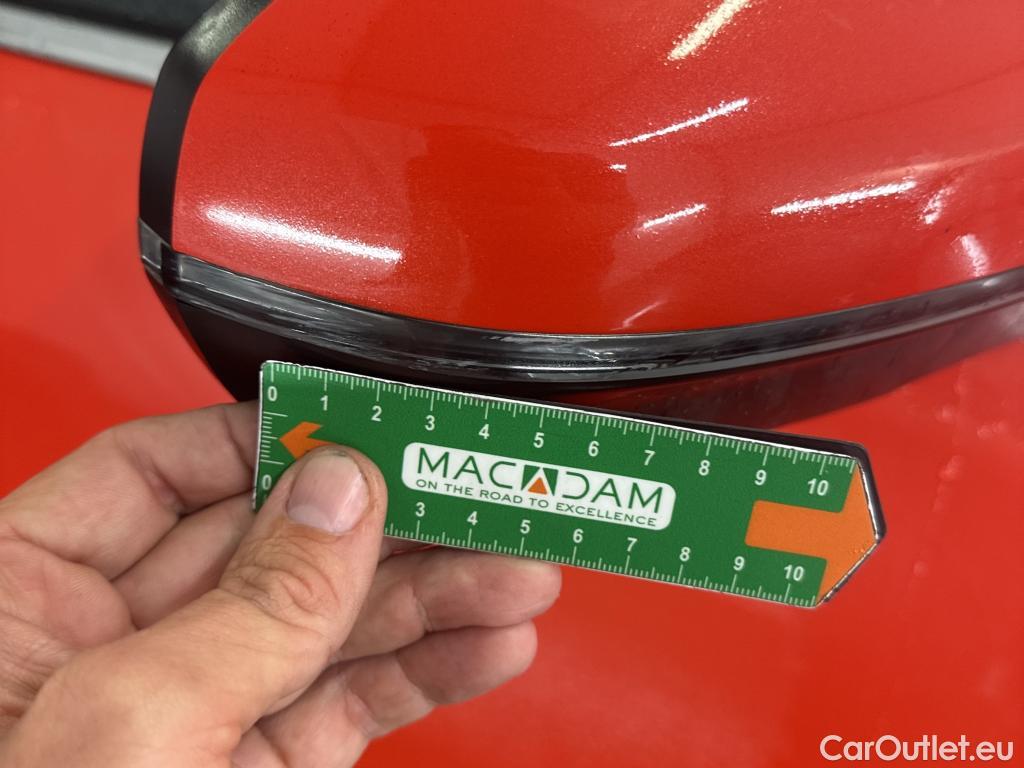 0 1 2 3 4 5 6 7 8 9 10
MACADAM
ON THE ROAD TO EXCELLENCE
0 3 4 5 6 7 8 9 10
CarOutlet.eu